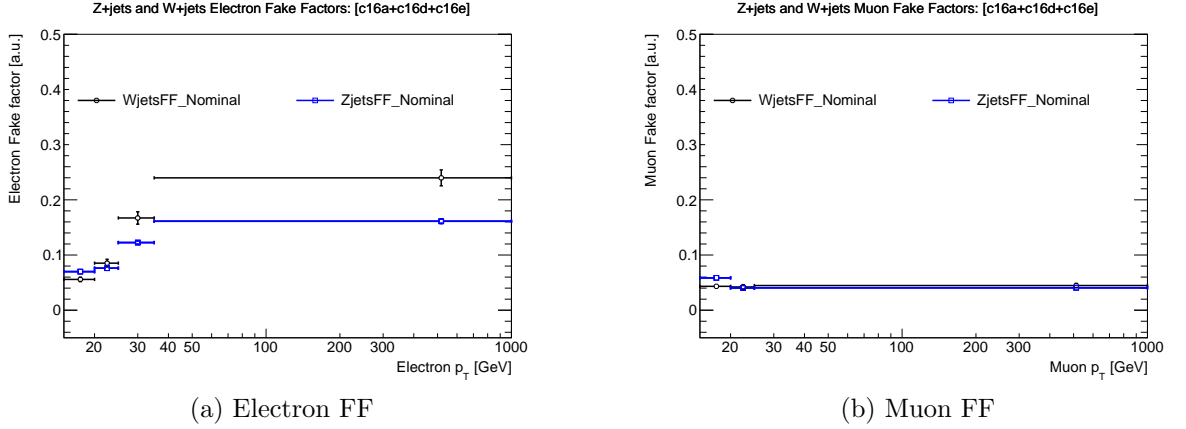 Z+jets and W+jets Electron Fake Factors: [c16a+c16d+c16e]
Electron Fake factor [a.u.]
0.5
0.4
0.3
0.2
0.1
0
WjetsFF_Nominal
ZjetsFF_Nominal
20 30 40 50 100 200 300 1000
Electron p_T [GeV]
(a) Electron FF
Z+jets and W+jets Muon Fake Factors: [c16a+c16d+c16e]
Muon Fake factor [a.u.]
0.5
0.4
0.3
0.2
0.1
0
WjetsFF_Nominal
ZjetsFF_Nominal
20 30 40 50 100 200 300 1000
Muon p_T [GeV]
(b) Muon FF